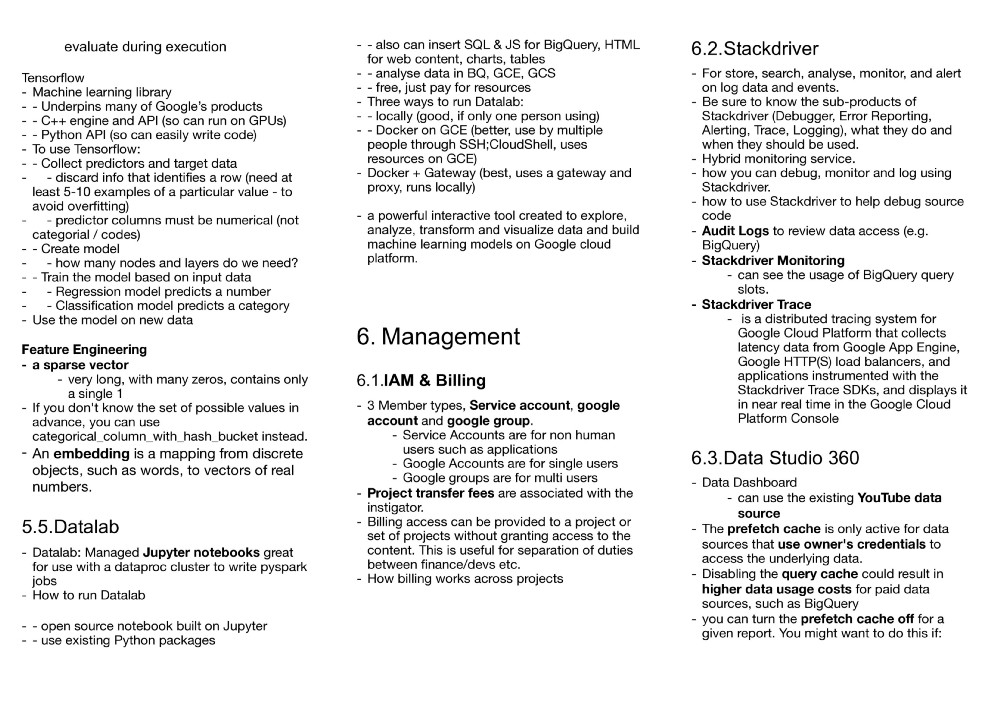 evaluate during execution
Tensorflow
- Machine learning library
- - Underpins many of Google's products
- - C++ engine and API (so can run on GPUs)
- - Python API (so can easily write code)
- To use Tensorflow:
- - Collect predictors and target data
- - discard info that identifies a row (need at
least 5-10 examples of a particular value - to
avoid overfitting)
- - predictor columns must be numerical (not
categorial / codes)
- - Create model
- - how many nodes and layers do we need?
- - Train the model based on input data
- - Regression model predicts a number
- - Classification model predicts a category
- Use the model on new data
Feature Engineering
- a sparse vector
- very long, with many zeros, contains only
a single 1
- If you don't know the set of possible values in
advance, you can use
categorical_column_with_hash_bucket instead.
- An embedding is a mapping from discrete
objects, such as words, to vectors of real
numbers.
5.5.Datalab
- Datalab: Managed Jupyter notebooks great
for use with a dataproc cluster to write pyspark
jobs
- How to run Datalab
- - open source notebook built on Jupyter
- - use existing Python packages
- - also can insert SQL & JS for BigQuery, HTML
for web content, charts, tables
- - analyse data in BQ, GCE, GCS
- - free, just pay for resources
- Three ways to run Datalab:
- - locally (good, if only one person using)
- - Docker on GCE (better, use by multiple
people through SSH;CloudShell, uses
resources on GCE)
- Docker + Gateway (best, uses a gateway and
proxy, runs locally)
- a powerful interactive tool created to explore,
analyze, transform and visualize data and build
machine learning models on Google cloud
platform.
6. Management
6.1.IAM & Billing
- 3 Member types, Service account, google
account and google group.
- Service Accounts are for non human
users such as applications
- Google Accounts are for single users
- Google groups are for multi users
- Project transfer fees are associated with the
instigator.
- Billing access can be provided to a project or
set of projects without granting access to the
content. This is useful for separation of duties
between finance/devs etc.
- How billing works across projects
6.2.Stackdriver
- For store, search, analyse, monitor, and alert
on log data and events.
- Be sure to know the sub-products of
Stackdriver (Debugger, Error Reporting,
Alerting, Trace, Logging), what they do and
when they should be used.
- Hybrid monitoring service.
- how you can debug, monitor and log using
Stackdriver.
- how to use Stackdriver to help debug source
code
- Audit Logs to review data access (e.g.
BigQuery)
- Stackdriver Monitoring
- can see the usage of BigQuery query
slots.
- Stackdriver Trace
- is a distributed tracing system for
Google Cloud Platform that collects
latency data from Google App Engine,
Google HTTP(S) load balancers, and
applications instrumented with the
Stackdriver Trace SDKs, and displays it
in near real time in the Google Cloud
Platform Console
6.3.Data Studio 360
- Data Dashboard
- can use the existing YouTube data
source
- The prefetch cache is only active for data
sources that use owner's credentials to
access the underlying data.
- Disabling the query cache could result in
higher data usage costs for paid data
sources, such as BigQuery
- you can turn the prefetch cache off for a
given report. You might want to do this if: